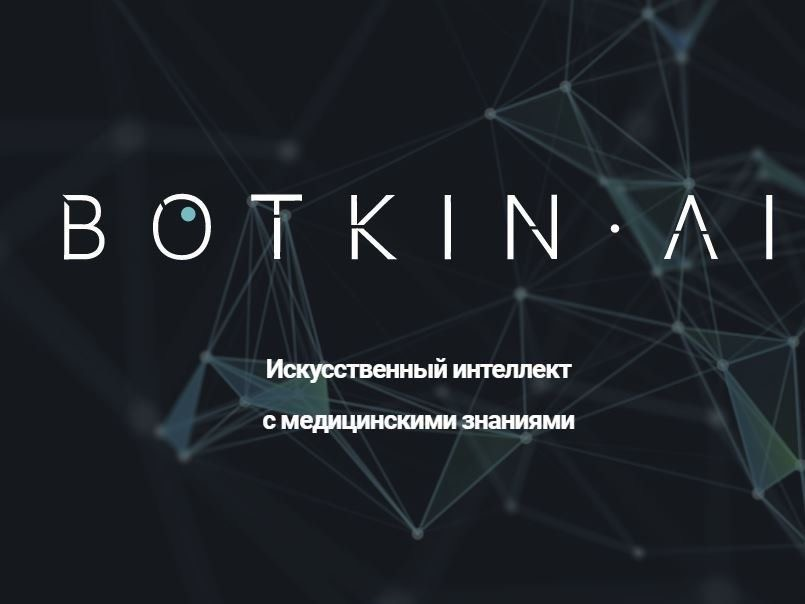 BOTKIN·AI
Искусственный интеллект
с медицинскими знаниями